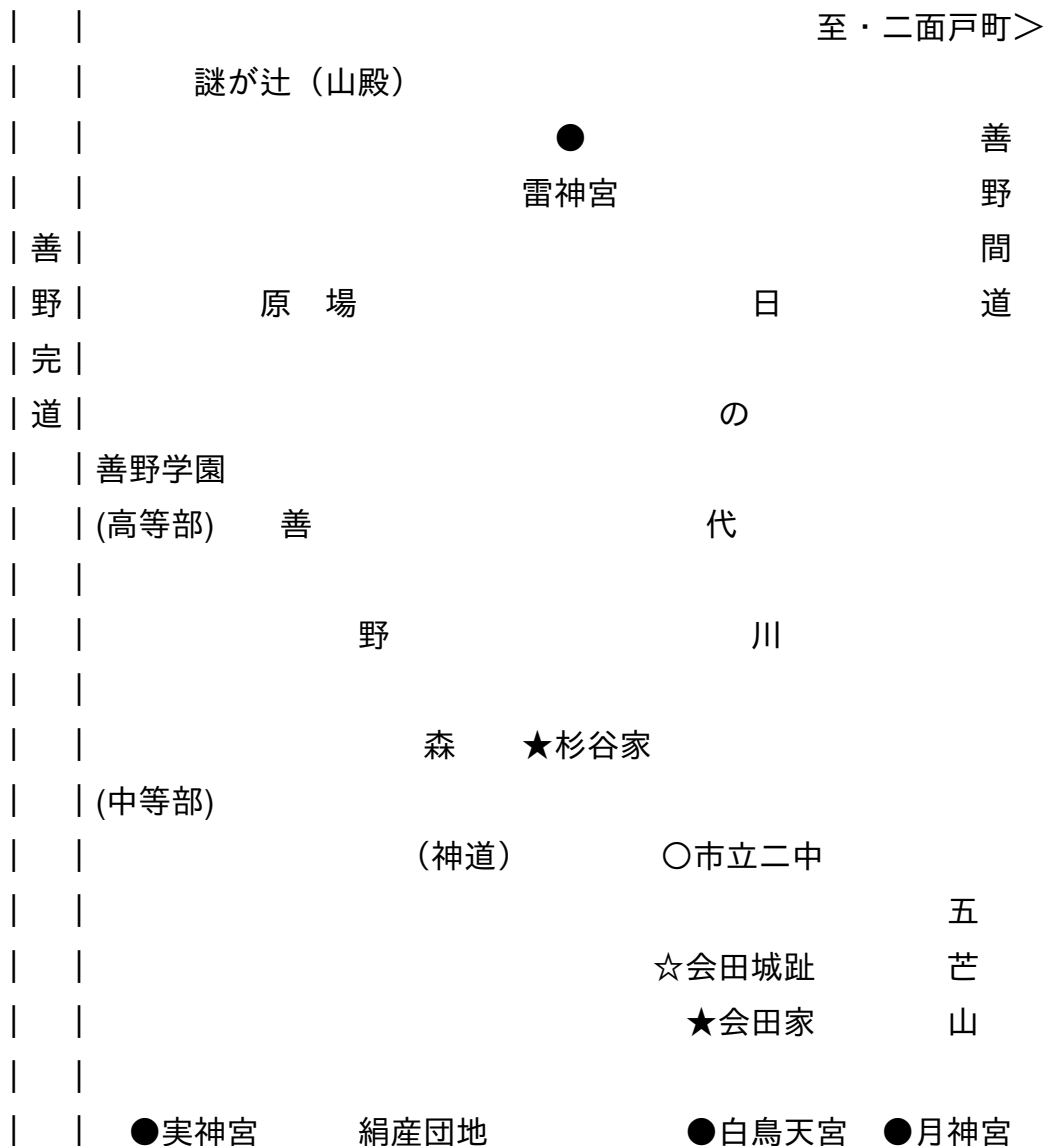 ｜　｜　　　　　　　　　　　　　　　　　　　　　　至・二面戸町＞
｜　｜　　　謎が辻（山殿）
｜　｜　　　　　　　　　　　　　　●　　　　　　　　　　　　善
｜　｜　　　　　　　　　　　　　雷神宮　　　　　　　　　　　野
｜善｜　　　　　　　　　　　　　　　　　　　　　　　　　　　間
｜野｜　　　　　原　場　　　　　　　　　　　　日　　　　　　道
｜完｜
｜道｜　　　　　　　　　　　　　　　　　　　の
｜　｜善野学園
｜　｜(高等部)　　善　　　　　　　　　　　　代
｜　｜
｜　｜　　　　　　　　野　　　　　　　　　　　川
｜　｜
｜　｜　　　　　　　　　　森　　★杉谷家
｜　｜(中等部)
｜　｜　　　　　　　　　　（神道）　　　　〇市立二中
｜　｜　　　　　　　　　　　　　　　　　　　　　　　　　　五
｜　｜　　　　　　　　　　　　　　　　　☆会田城趾　　　　芒
｜　｜　　　　　　　　　　　　　　　　　　★会田家　　　　山
｜　｜
｜　｜　●実神宮　　　絹産団地　　　　　　●白鳥天宮　●月神宮